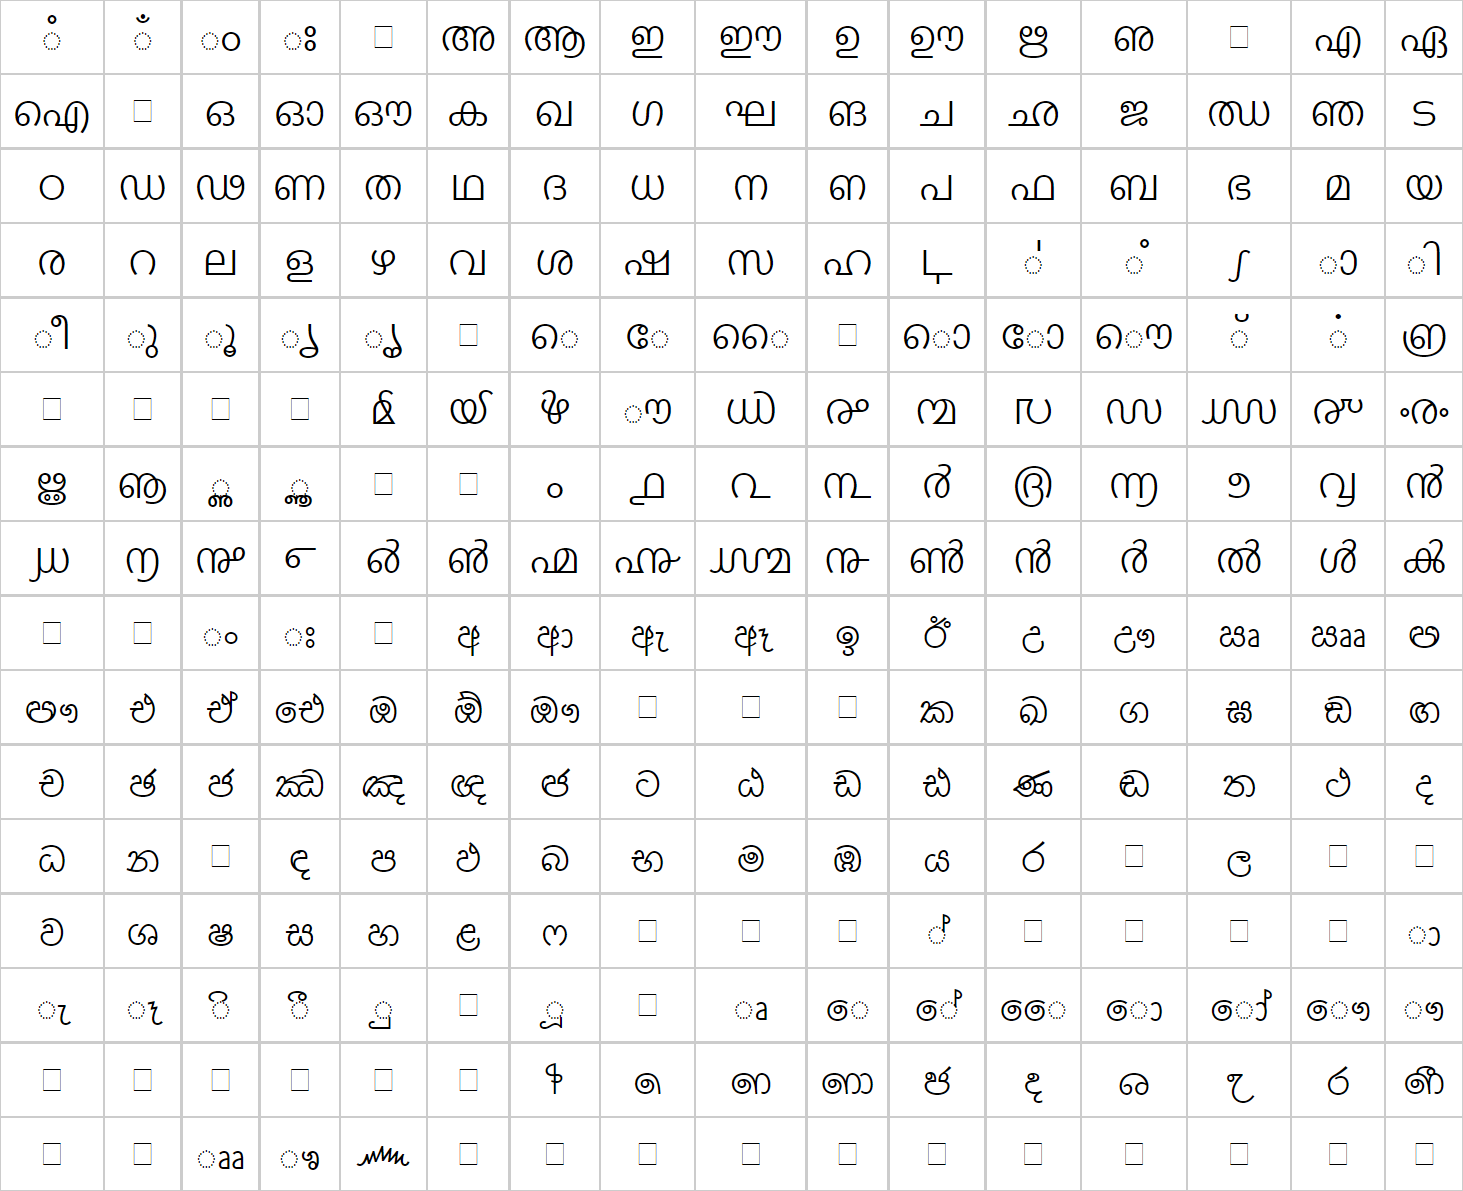 ◌ഀ ◌ഁ ◌ം ◌ഃ അ ആ ഇ ഈ ഉ ഊ ഋ ഌ എ ഏ
ഐ ഒ ഓ ഔ ക ഖ ഗ ഘ ങ ച ഛ ജ ഝ ഞ ട
ഠ ഡ ഢ ണ ത ഥ ദ ധ ന ഩ പ ഫ ബ ഭ മ യ
ര റ ല ള ഴ വ ശ ഷ സ ഹ ഺ ◌഻ ◌഼ ഽ ◌ാ ◌ി
◌ീ ◌ു ◌ൂ ◌ൃ ◌ൄ ◌െ ◌േ ◌ൈ ◌ൊ ◌ോ ◌ൌ ◌് ൎ ൏
ൔ ൕ ൖ ◌ൗ ൘ ൙ ൚ ൛ ൜ ൝ ൞ ൟ
ൠ ൡ ◌ൢ ◌ൣ ൦ ൧ ൨ ൩ ൪ ൫ ൬ ൭ ൮ ൯
൰ ൱ ൲ ൳ ൴ ൵ ൶ ൷ ൸ ൹ ൺ ൻ ർ ൽ ൾ ൿ
◌ං ◌ඃ අ ආ ඇ ඈ ඉ ඊ උ ඌ ඍ ඎ ඏ
ඐ එ ඒ ඓ ඔ ඕ ඖ ක ඛ ග ඝ ඞ ඟ
ච ඡ ජ ඣ ඤ ඥ ඦ ට ඨ ඩ ඪ ණ ඬ ත ථ ද
ධ න ඳ ප ඵ බ භ ම ඹ ය ර ල
ව ශ ෂ ස හ ළ ෆ ◌් ◌ා
◌ැ ◌ෑ ◌ි ◌ී ◌ු ◌ූ ◌ෘ ◌ෙ ◌ේ ◌ෛ ◌ො ◌ෝ ◌ෞ ◌ෟ
෦ ෧ ෨ ෩ ෪ ෫ ෬ ෭ ෮ ෯
◌ෲ ◌ෳ ෴